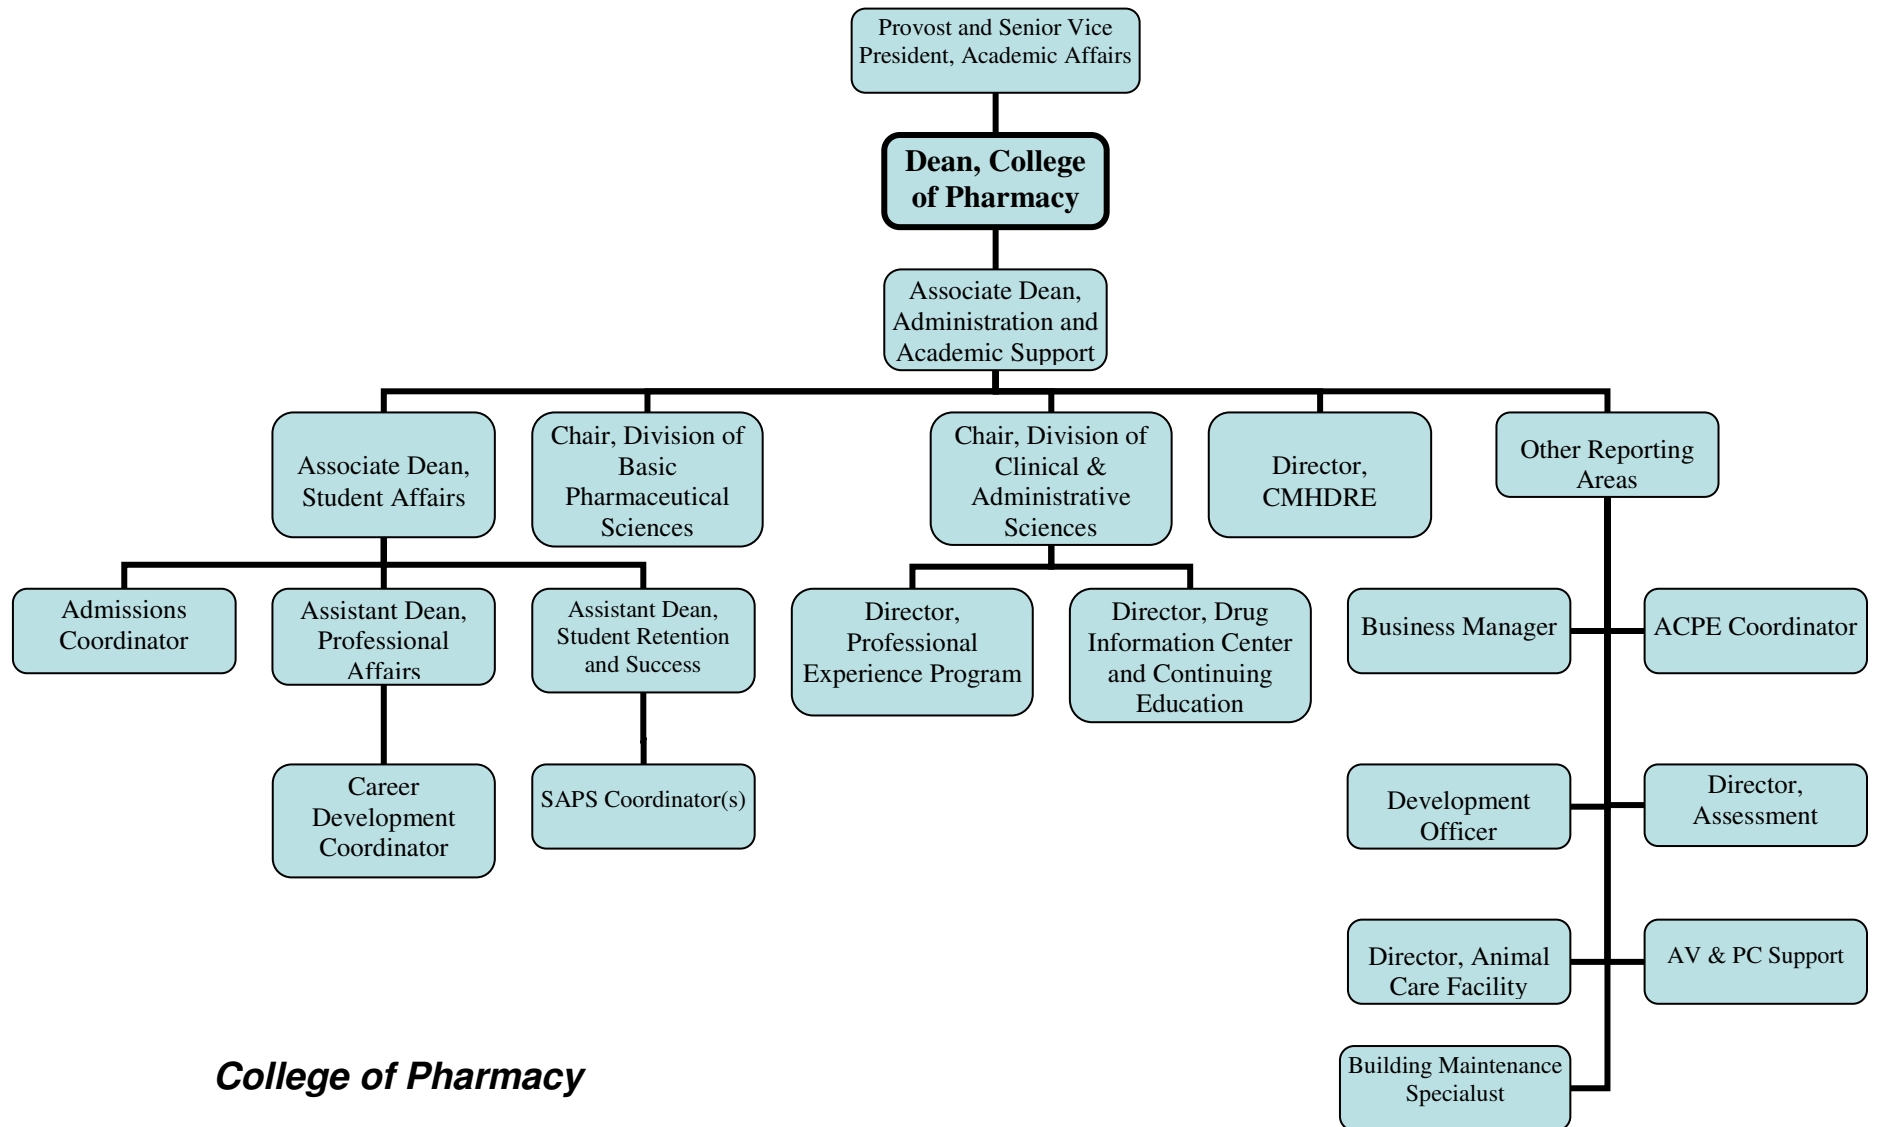 Provost and Senior Vice
President, Academic Affairs
Dean, College
of Pharmacy
Associate Dean,
Administration and
Academic Support
Associate Dean,
Student Affairs
Chair, Division of
Basic
Pharmaceutical
Sciences
Chair, Division of
Clinical &
Administrative
Sciences
Director,
CMHDRE
Other Reporting
Areas
Admissions
Coordinator
Assistant Dean,
Professional
Affairs
Assistant Dean,
Student Retention
and Success
Director,
Professional
Experience Program
Director, Drug
Information Center
and Continuing
Education
Business Manager
ACPE Coordinator
Career
Development
Coordinator
SAPS Coordinator(s)
Development
Officer
Director,
Assessment
Director, Animal
Care Facility
AV & PC Support
Building Maintenance
Specialust
College of Pharmacy